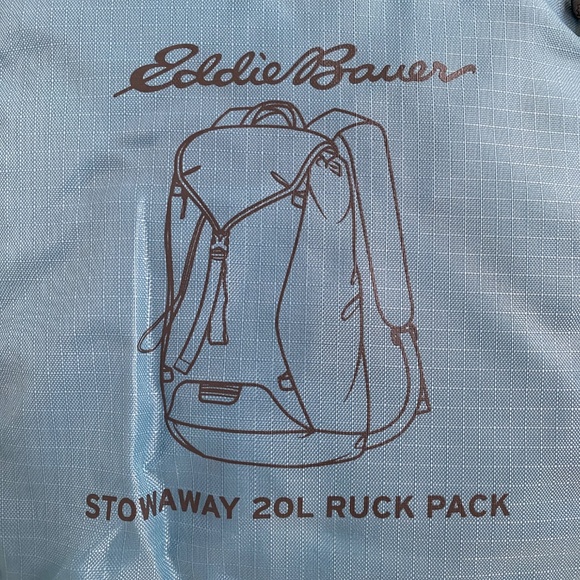 Eddie Bauer
STOWAWAY 20L RUCK PACK